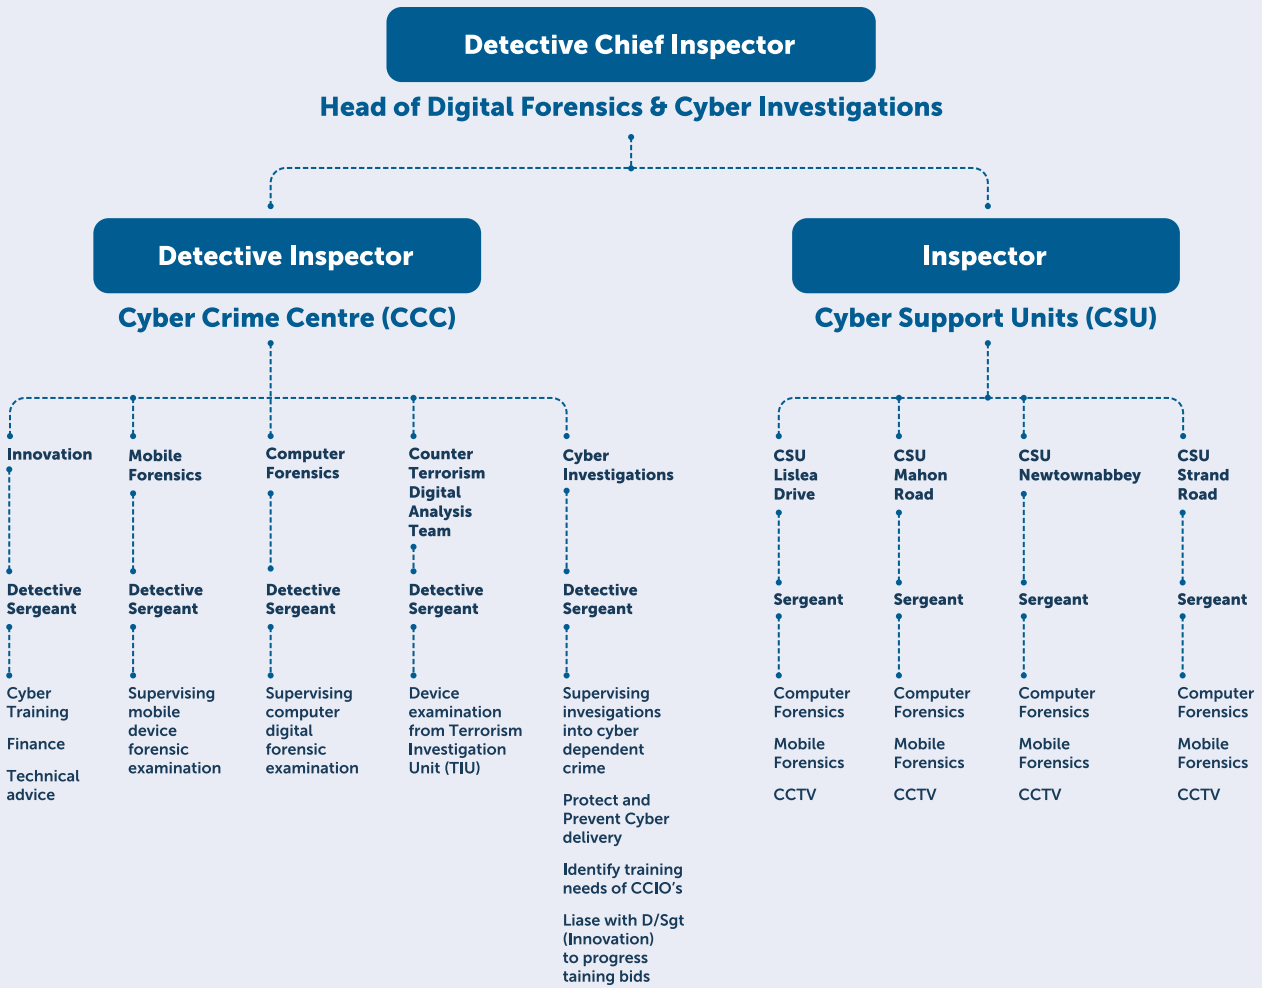 Detective Chief Inspector
Head of Digital Forensics & Cyber Investigations
Detective Inspector
Cyber Crime Centre (CCC)
Inspector
Cyber Support Units (CSU)
Innovation
Detective
Sergeant
Cyber
Training
Finance
Technical
advice
Mobile
Forensics
Detective
Sergeant
Supervising
mobile
device
forensic
examination
Computer
Forensics
Detective
Sergeant
Supervising
computer
digital
forensic
examination
Counter
Terrorism
Digital
Analysis
Team
Detective
Sergeant
Device
examination
from Terrorism
Investigation
Unit (TIU)
Cyber
Investigations
Detective
Sergeant
Supervising
invesigations
into cyber
dependent
crime
Protect and
Prevent Cyber
delivery
Identify training
needs of CCIO's
Liase with D/Sgt
(Innovation)
to progress
taining bids
CSU
Lislea
Drive
Sergeant
Computer
Forensics
Mobile
Forensics
CCTV
CSU
Mahon
Road
Sergeant
Computer
Forensics
Mobile
Forensics
CCTV
CSU
Newtownabbey
Sergeant
Computer
Forensics
Mobile
Forensics
CCTV
CSU
Strand
Road
Sergeant
Computer
Forensics
Mobile
Forensics
CCTV